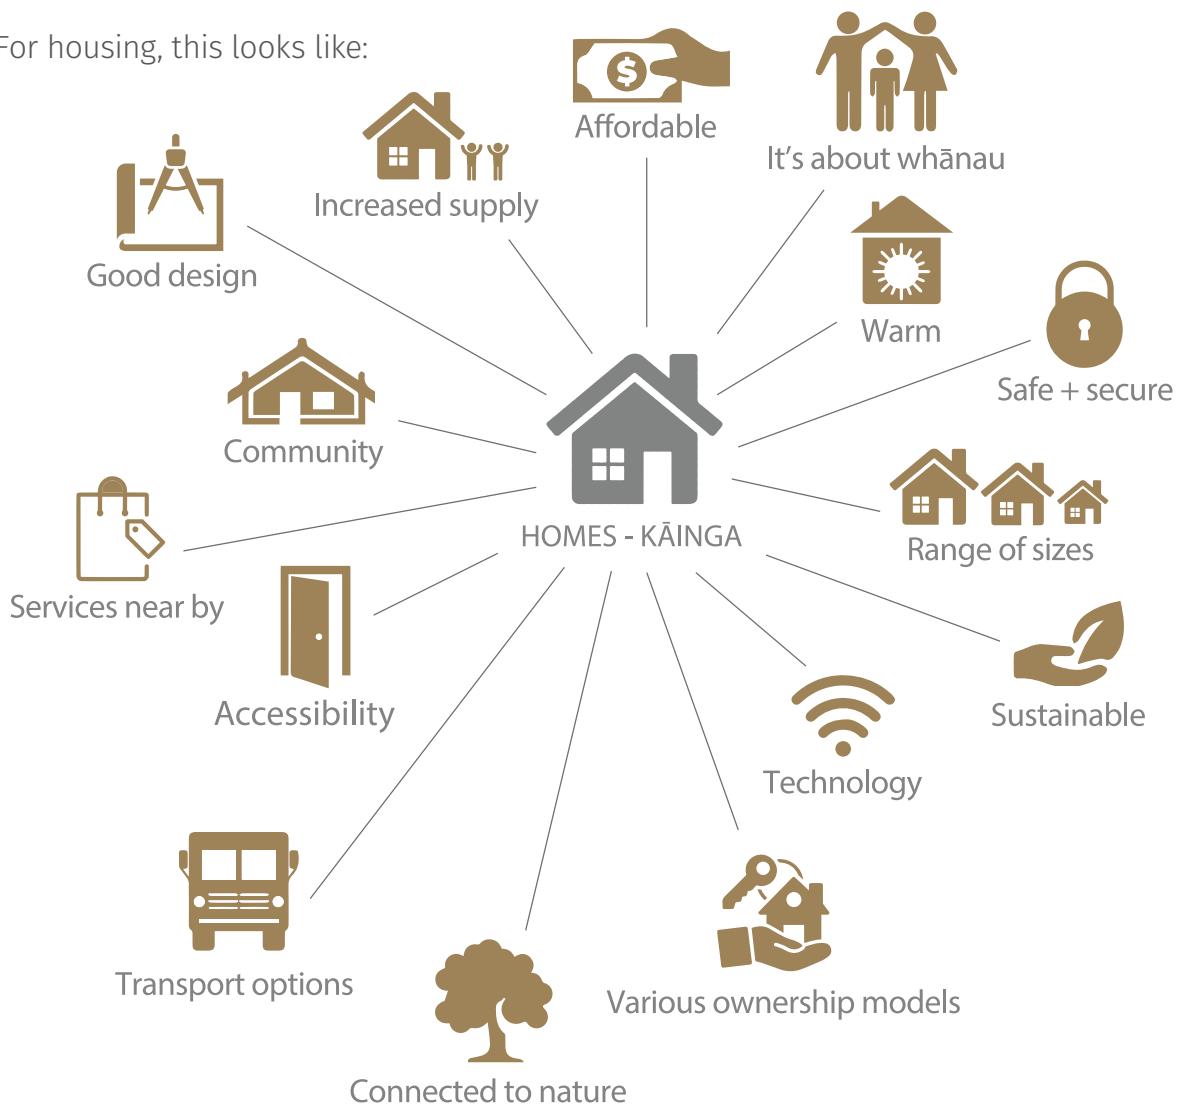 For housing, this looks like:
Affordable
It's about whānau
Increased supply
Good design
Warm
Safe + secure
Community
HOMES - KĀINGA
Range of sizes
Services near by
Accessibility
Sustainable
Technology
Transport options
Various ownership models
Connected to nature
$